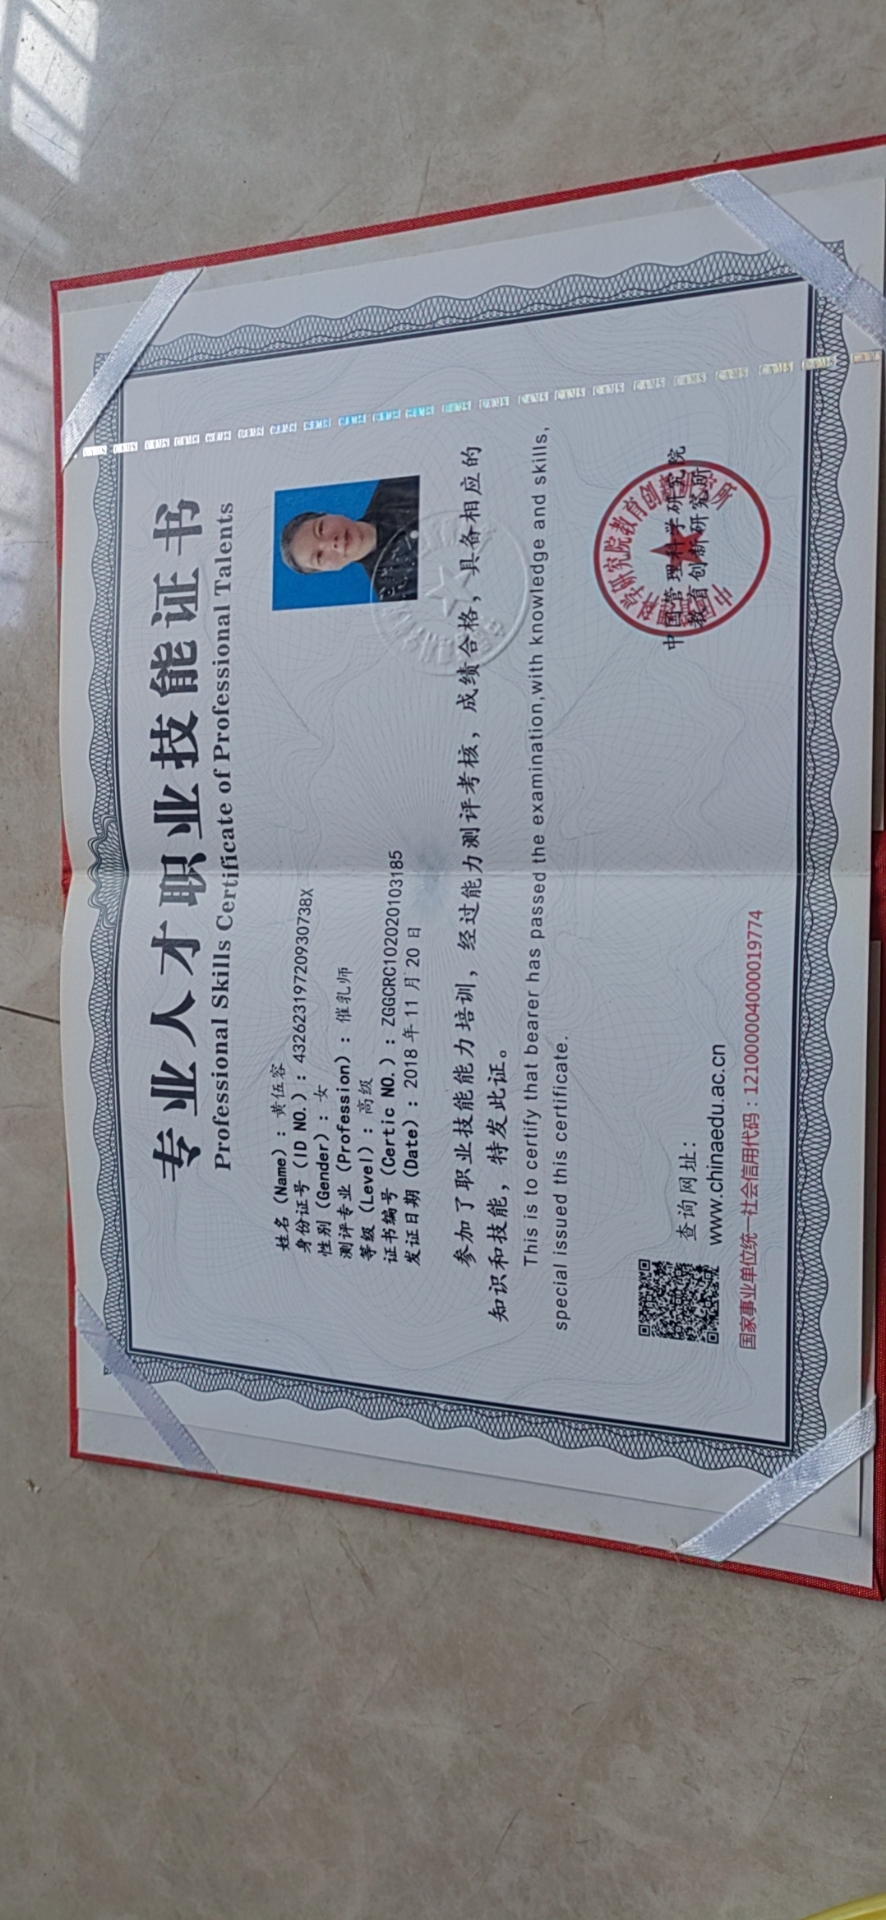 专业人才职业技能证书
Professional Skills Certificate of Professional Talents
姓名 (Name) : 黄伍容
身份证号 (ID NO.) : 43262319720930738X
性别 (Gender) : 女
测评专业 (Profession) : 催乳师
等级 (Level) : 高级
证书编号 (Certic NO.) : ZGGCRC102020103185
发证日期 (Date) : 2018 年 11 月 20 日
参加了职业技能能力培训，经过能力测评考核，成绩合格，具备相应的
知识和技能，特发此证。
This is to certify that bearer has passed the examination,with knowledge and skills,
special issued this certificate.
中国管理科学研究院
教育创新研究所
查询网址：
www.chinaedu.ac.cn
国家事业单位统一社会信用代码：121000004000019774